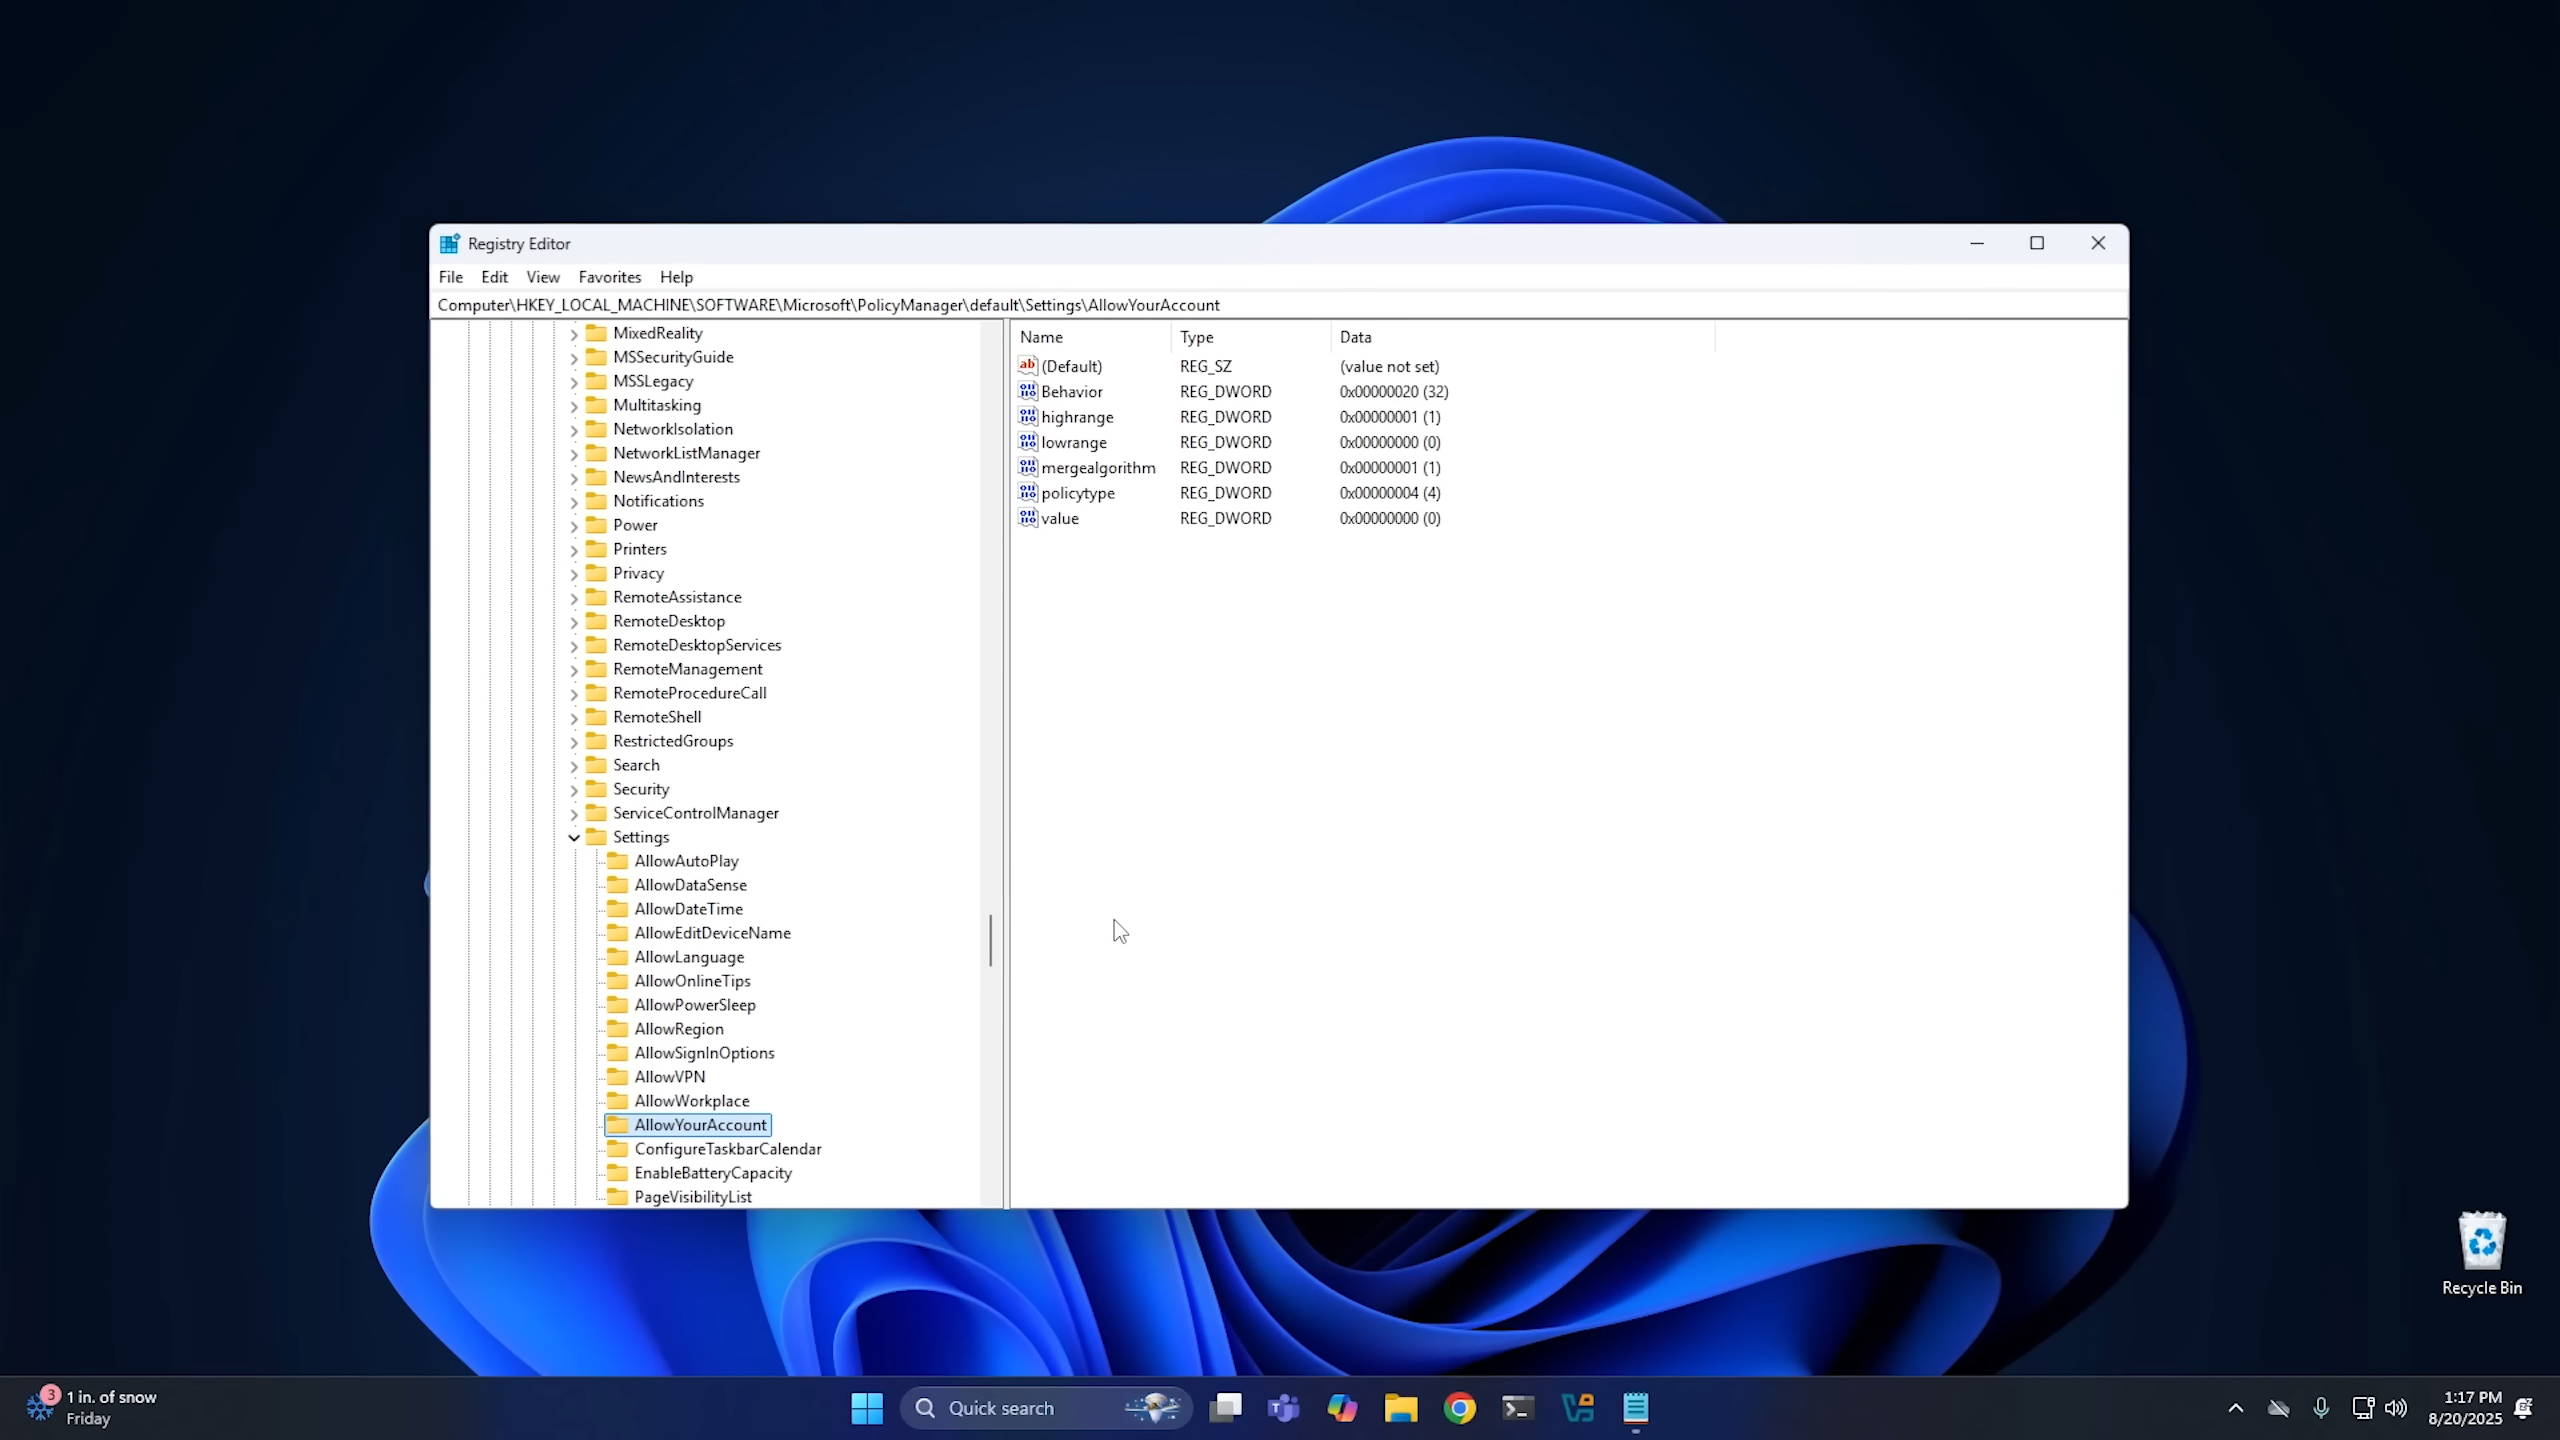 Registry Editor
File Edit View Favorites Help
Computer\HKEY_LOCAL_MACHINE\SOFTWARE\Microsoft\PolicyManager\default\Settings\AllowYourAccount
MixedReality
MSSecurityGuide
MSSLegacy
Multitasking
NetworkIsolation
NetworkListManager
NewsAndInterests
Notifications
Power
Printers
Privacy
RemoteAssistance
RemoteDesktop
RemoteDesktopServices
RemoteManagement
RemoteProcedureCall
RemoteShell
RestrictedGroups
Search
Security
ServiceControlManager
Settings
AllowAutoPlay
AllowDataSense
AllowDateTime
AllowEditDeviceName
AllowLanguage
AllowOnlineTips
AllowPowerSleep
AllowRegion
AllowSignInOptions
AllowVPN
AllowWorkplace
AllowYourAccount
ConfigureTaskbarCalendar
EnableBatteryCapacity
PageVisibilityList
Name Type Data
(Default) REG_SZ (value not set)
Behavior REG_DWORD 0x00000020 (32)
highrange REG_DWORD 0x00000001 (1)
lowrange REG_DWORD 0x00000000 (0)
mergealgorithm REG_DWORD 0x00000001 (1)
policytype REG_DWORD 0x00000004 (4)
value REG_DWORD 0x00000000 (0)
Recycle Bin
3
1 in. of snow
Friday
Quick search
1:17 PM
8/20/2025